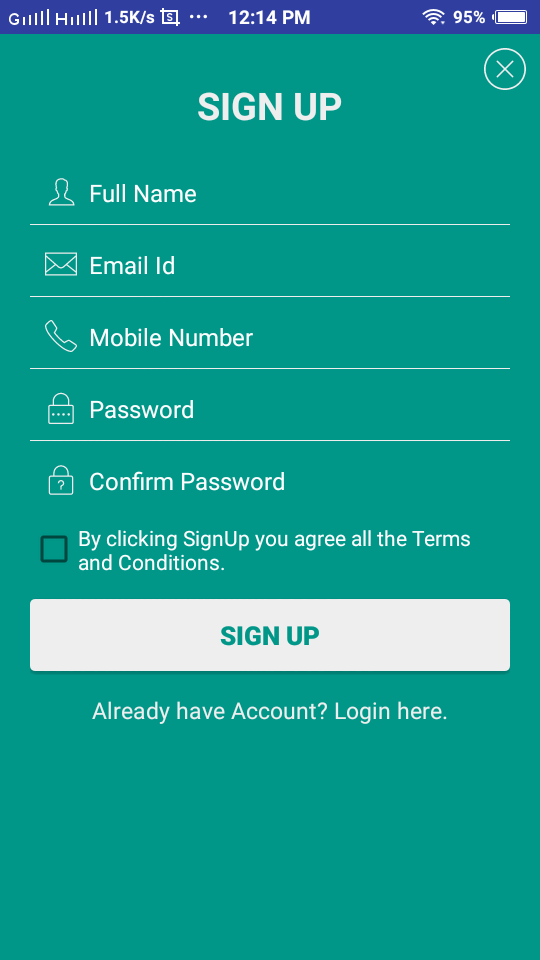 G H 1.5K/s S ... 12:14 PM 95%
SIGN UP
Full Name
Email Id
Mobile Number
Password
Confirm Password
By clicking SignUp you agree all the Terms
and Conditions.
SIGN UP
Already have Account? Login here.